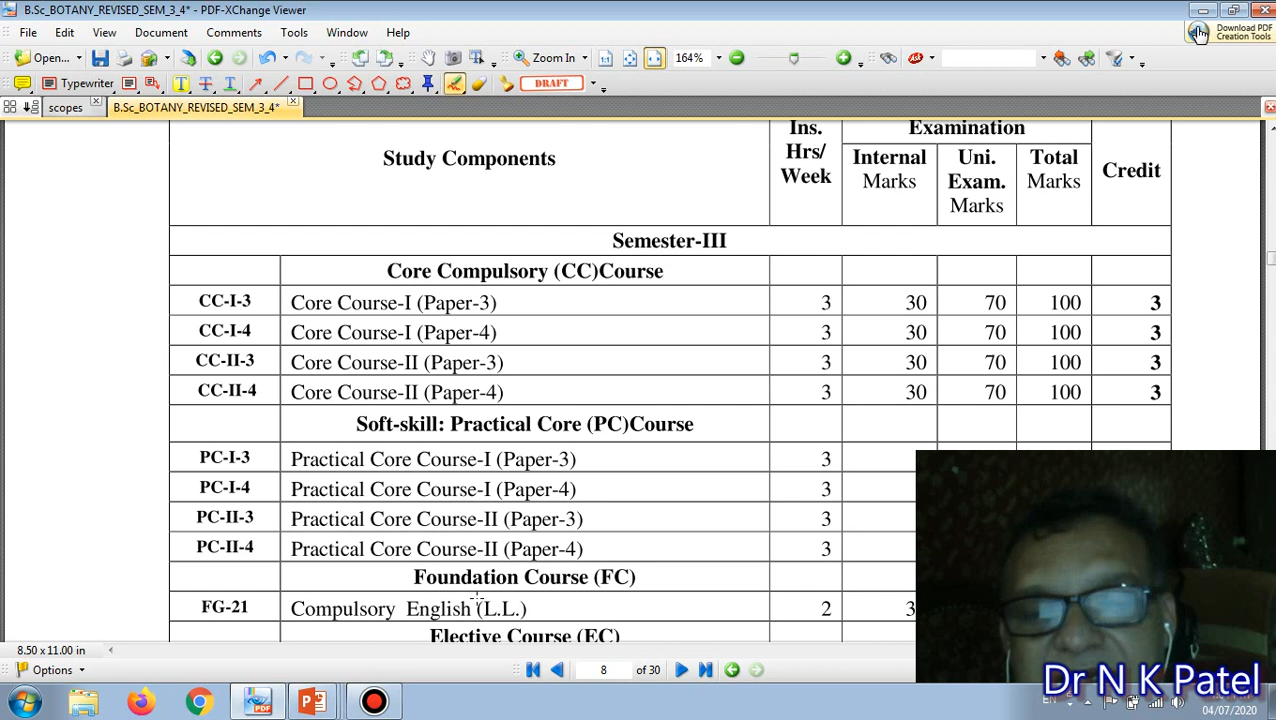 B.Sc_BOTANY_REVISED_SEM_3_4* - PDF-XChange Viewer
File Edit View Document Comments Tools Window Help
Download PDF
Creation Tools
Open... Zoom In 164%
Typewriter T T T DRAFT
scopes B.Sc_BOTANY_REVISED_SEM_3_4*
Study Components Ins. Hrs/ Week Examination Credit
Internal Marks Uni. Exam. Marks Total Marks
Semester-III
Core Compulsory (CC)Course
CC-I-3 Core Course-I (Paper-3) 3 30 70 100 3
CC-I-4 Core Course-I (Paper-4) 3 30 70 100 3
CC-II-3 Core Course-II (Paper-3) 3 30 70 100 3
CC-II-4 Core Course-II (Paper-4) 3 30 70 100 3
Soft-skill: Practical Core (PC)Course
PC-I-3 Practical Core Course-I (Paper-3) 3
PC-I-4 Practical Core Course-I (Paper-4) 3
PC-II-3 Practical Core Course-II (Paper-3) 3
PC-II-4 Practical Core Course-II (Paper-4) 3
Foundation Course (FC)
FG-21 Compulsory English (L.L.) 2 3
Elective Course (EC)
8.50 x 11.00 in
Options 8 of 30
Dr N K Patel
EN
04/07/2020